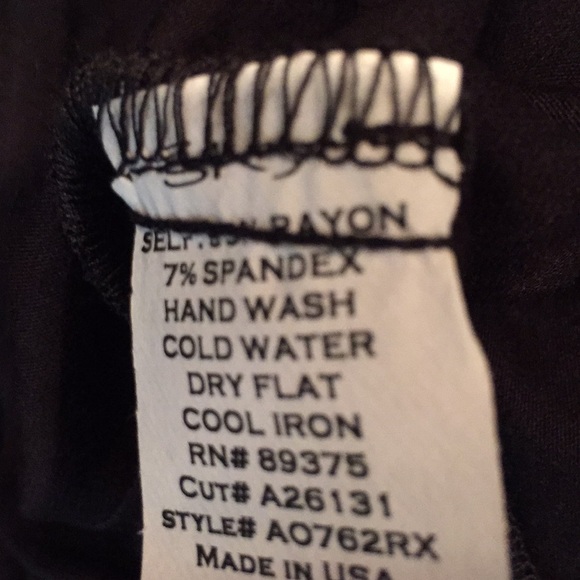 SELF: RAYON
7% SPANDEX
HAND WASH
COLD WATER
DRY FLAT
COOL IRON
RN# 89375
CUT# A26131
STYLE# AO762RX
MADE IN USA